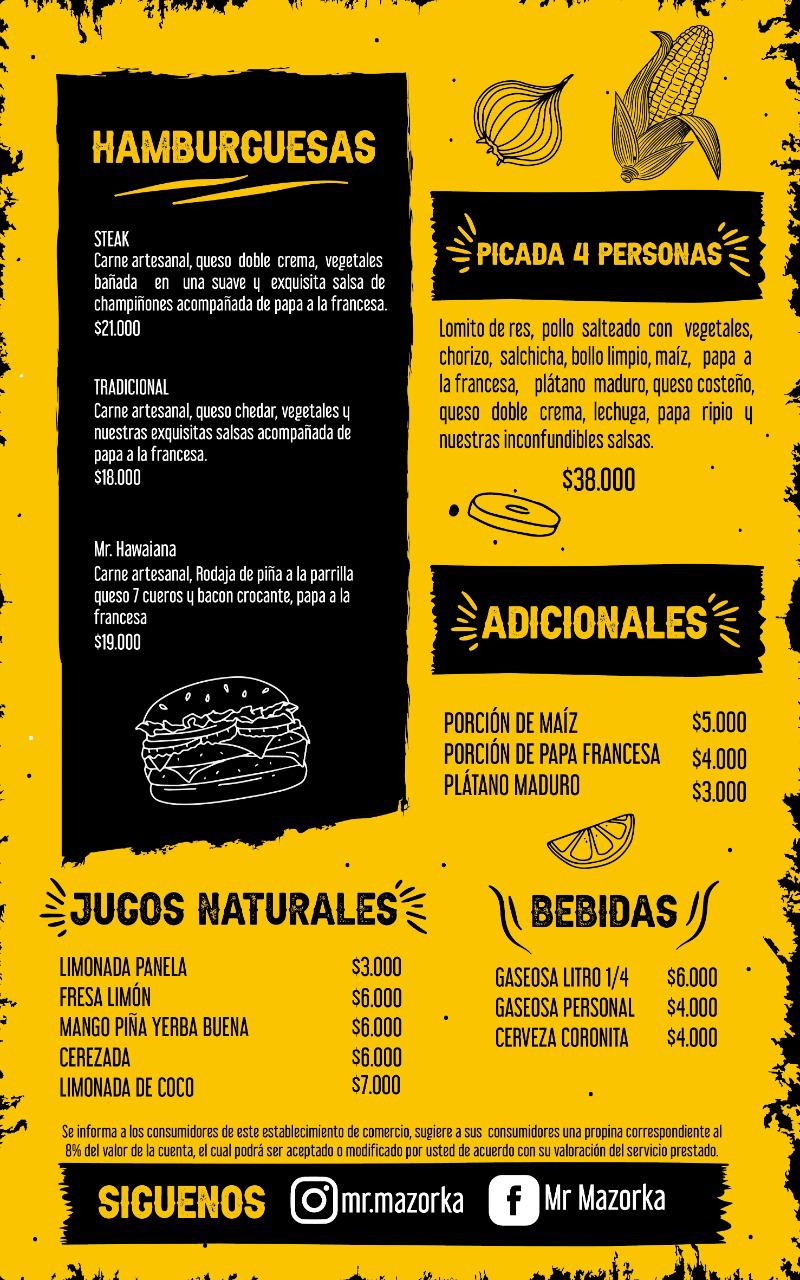 HAMBURGUESAS
STEAK
Carne artesanal, queso doble crema, vegetales
bañada en una suave y exquisita salsa de
champiñones acompañada de papa a la francesa.
$21.000
TRADICIONAL
Carne artesanal, queso chedar, vegetales y
nuestras exquisitas salsas acompañada de
papa a la francesa.
$18.000
Mr. Hawaiana
Carne artesanal, Rodaja de piña a la parrilla
queso 7 cueros y bacon crocante, papa a la
francesa
$19.000
PICADA 4 PERSONAS
Lomito de res, pollo salteado con vegetales,
chorizo, salchicha, bollo limpio, maíz, papa a
la francesa, plátano maduro, queso costeño,
queso doble crema, lechuga, papa ripio y
nuestras inconfundibles salsas.
$38.000
ADICIONALES
PORCIÓN DE MAÍZ $5.000
PORCIÓN DE PAPA FRANCESA $4.000
PLÁTANO MADURO $3.000
JUGOS NATURALES
LIMONADA PANELA $3.000
FRESA LIMÓN $6.000
MANGO PIÑA YERBA BUENA $6.000
CEREZADA $6.000
LIMONADA DE COCO $7.000
BEBIDAS
GASEOSA LITRO 1/4 $6.000
GASEOSA PERSONAL $4.000
CERVEZA CORONITA $4.000
Se informa a los consumidores de este establecimiento de comercio, sugiere a sus consumidores una propina correspondiente al
8% del valor de la cuenta, el cual podrá ser aceptado o modificado por usted de acuerdo con su valoración del servicio prestado.
SIGUENOS mr.mazorka Mr Mazorka